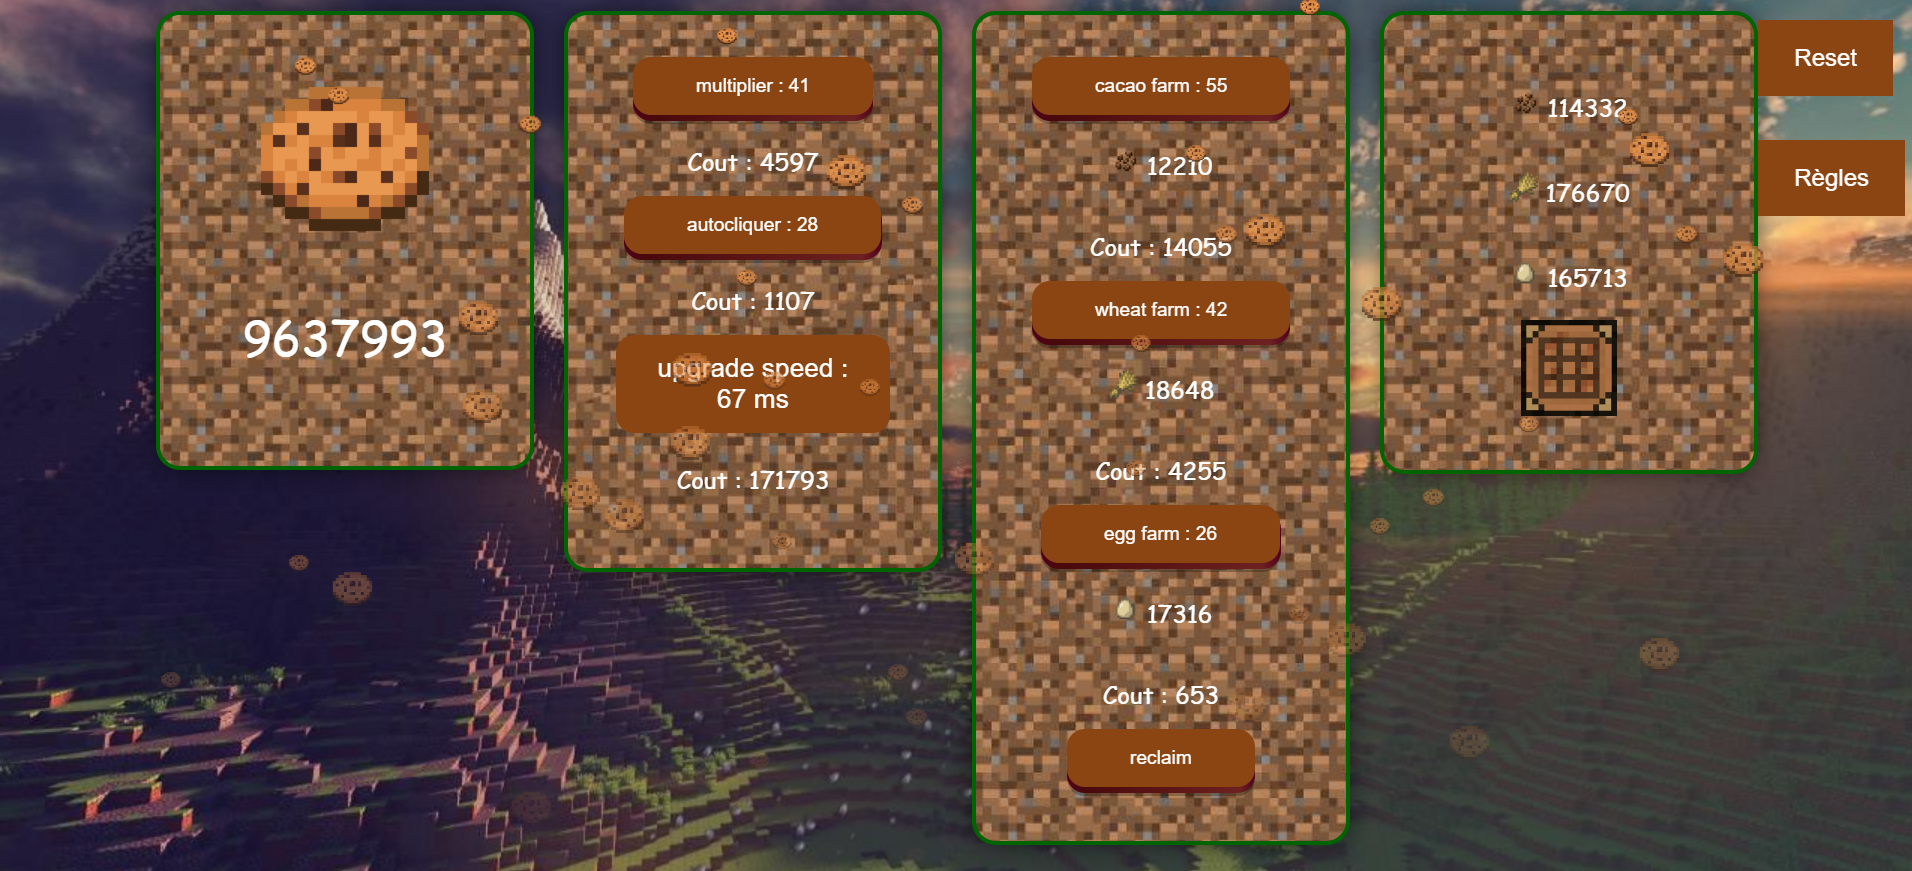 9637993
multiplier : 41
Cout : 4597
autocliquer : 28
Cout : 1107
upgrade speed :
67 ms
Cout : 171793
cacao farm : 55
12210
Cout : 14055
wheat farm : 42
18648
Cout : 4255
egg farm : 26
17316
Cout : 653
reclaim
114332
176670
165713
Reset
Règles